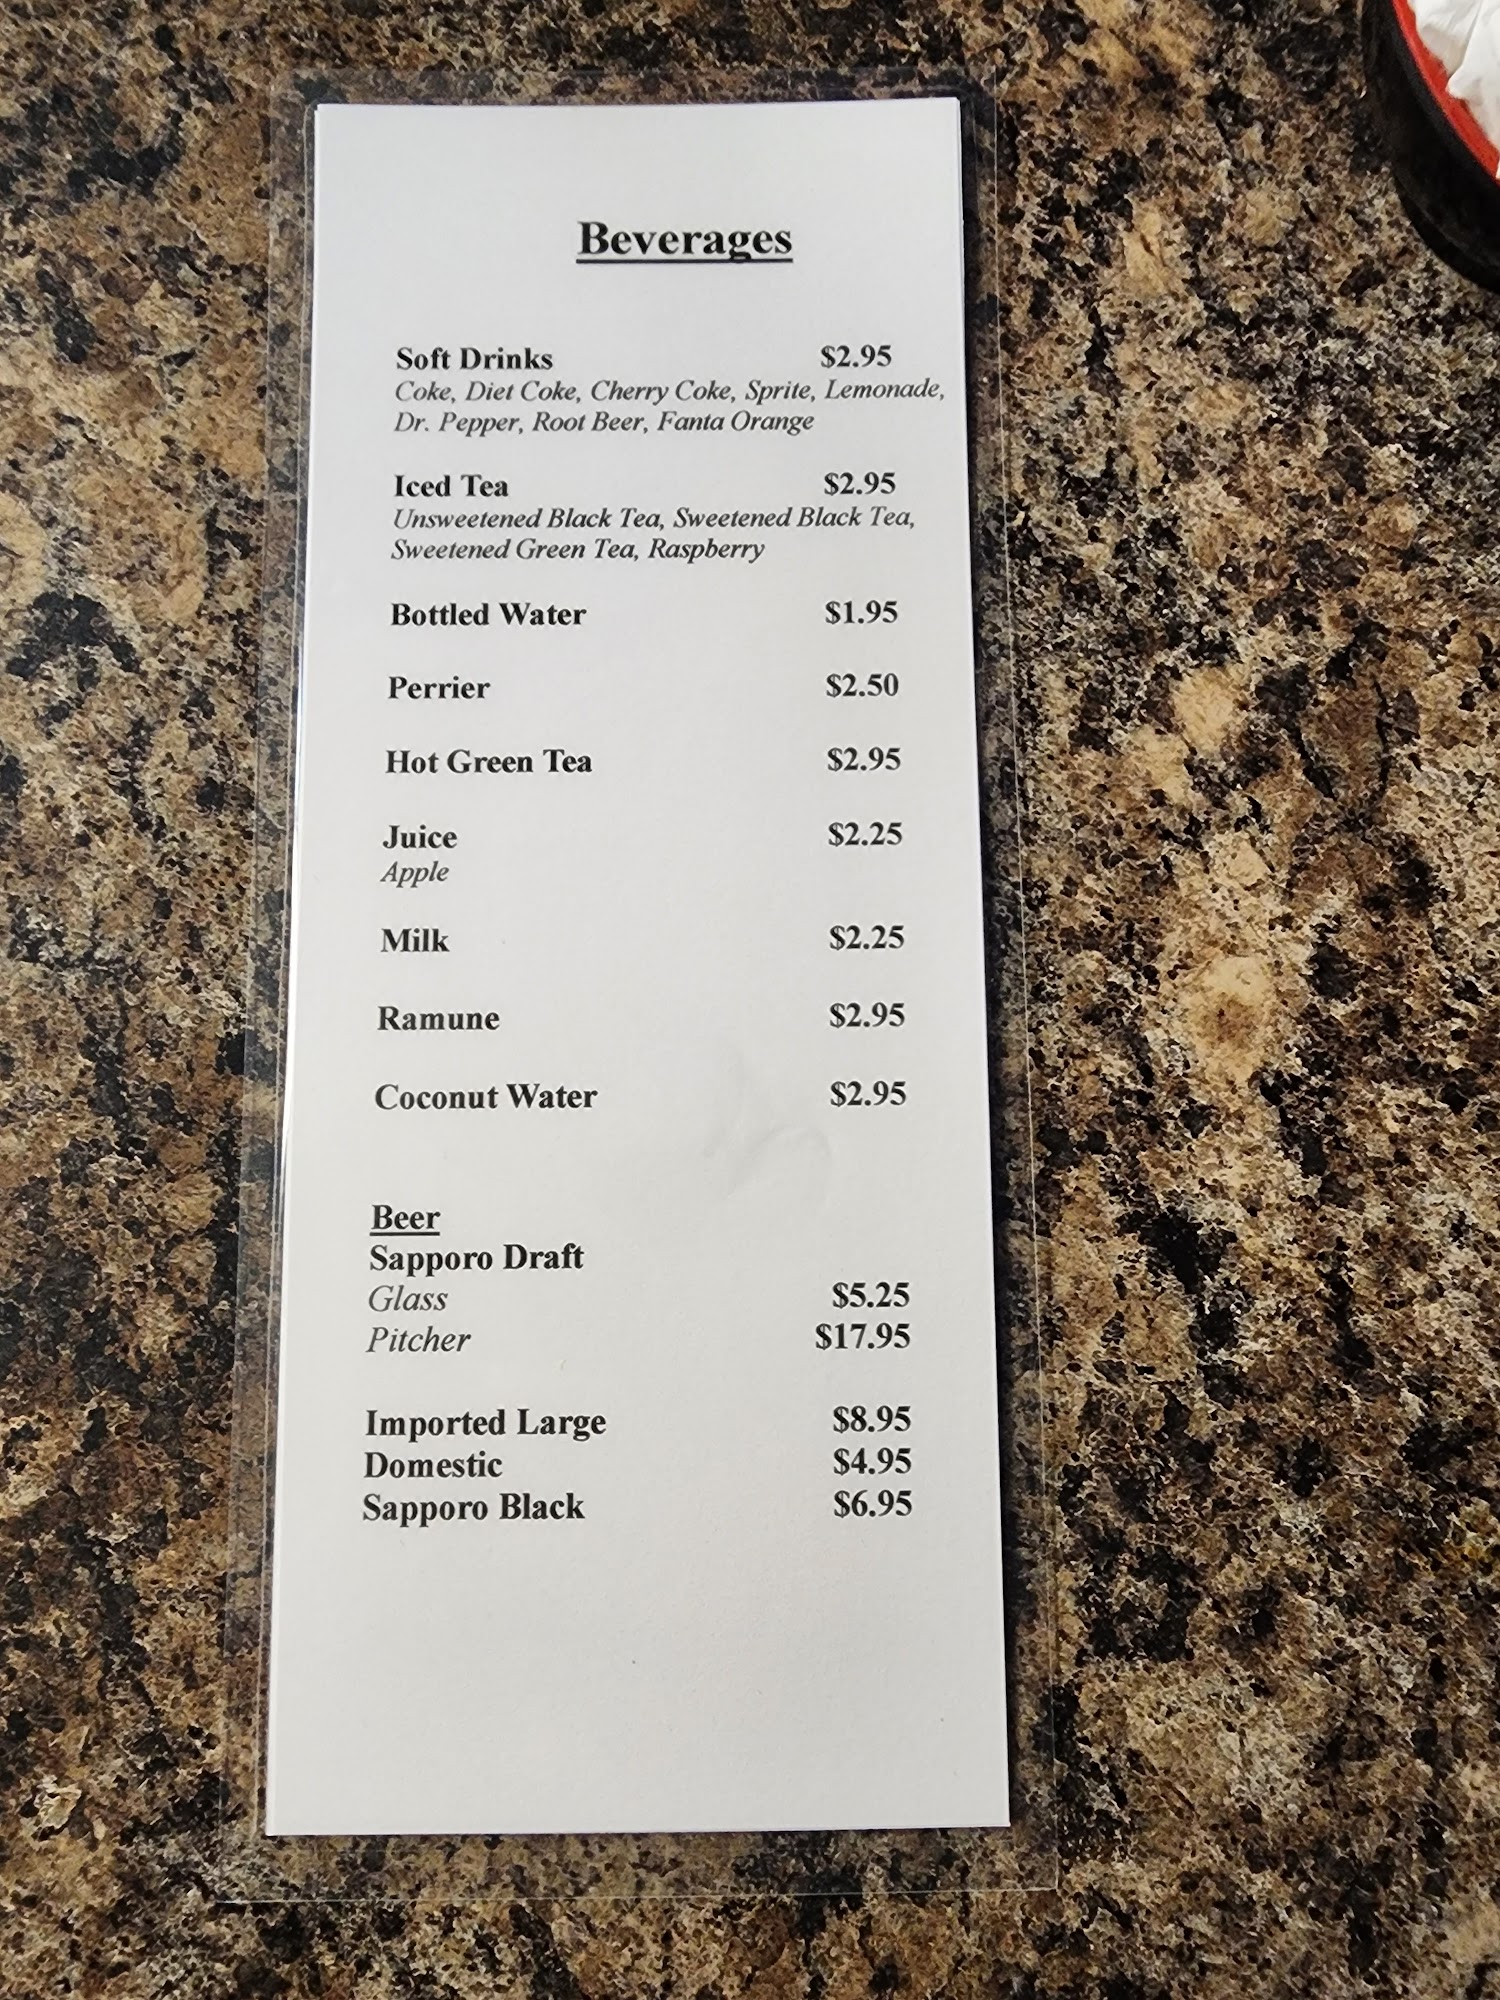 Beverages
Soft Drinks $2.95
Coke, Diet Coke, Cherry Coke, Sprite, Lemonade,
Dr. Pepper, Root Beer, Fanta Orange
Iced Tea $2.95
Unsweetened Black Tea, Sweetened Black Tea,
Sweetened Green Tea, Raspberry
Bottled Water $1.95
Perrier $2.50
Hot Green Tea $2.95
Juice $2.25
Apple
Milk $2.25
Ramune $2.95
Coconut Water $2.95
Beer
Sapporo Draft
Glass $5.25
Pitcher $17.95
Imported Large $8.95
Domestic $4.95
Sapporo Black $6.95